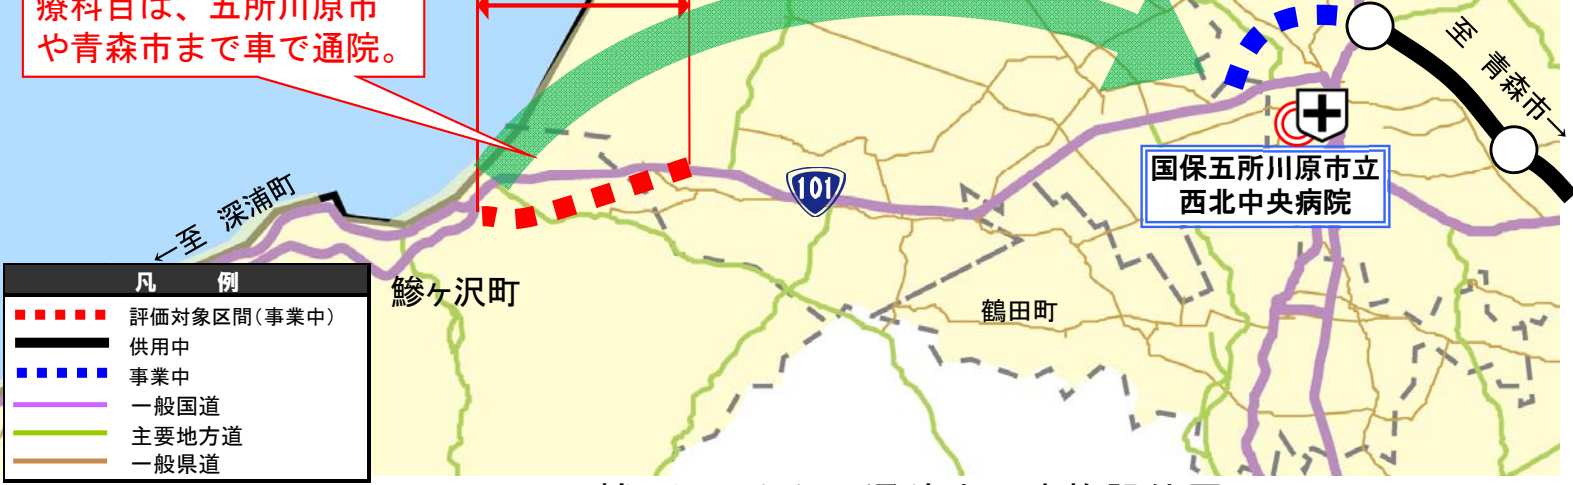 療科目は、五所川原市
や青森市まで車で通院。
至 青森市→
国保五所川原市立
西北中央病院
101
←至 深浦町
鰺ヶ沢町
鶴田町
凡 例
評価対象区間(事業中)
供用中
事業中
一般国道
主要地方道
一般県道